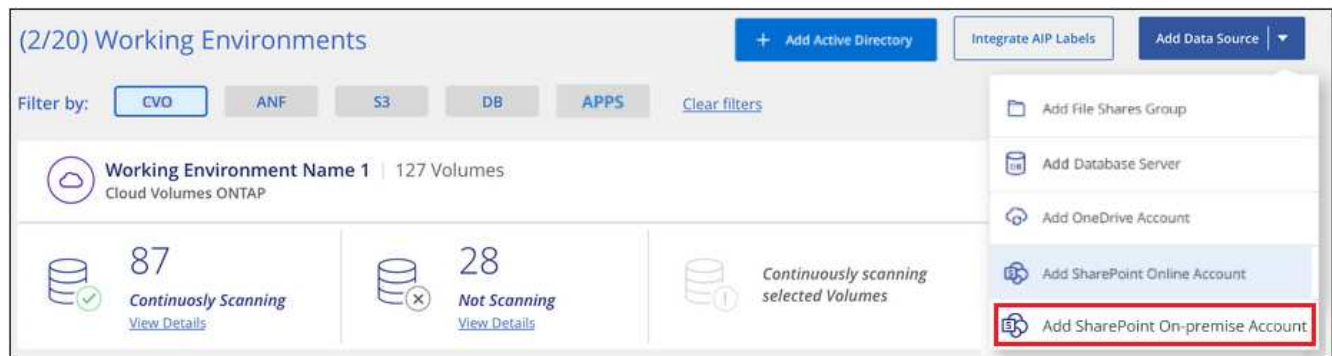 (2/20) Working Environments
+ Add Active Directory
Integrate AIP Labels
Add Data Source
Filter by:
CVO
ANF
S3
DB
APPS
Clear filters
Add File Shares Group
Add Database Server
Add OneDrive Account
Add SharePoint Online Account
Add SharePoint On-premise Account
Working Environment Name 1 | 127 Volumes
Cloud Volumes ONTAP
87
Continuosly Scanning
View Details
28
Not Scanning
View Details
Continuously scanning
selected Volumes